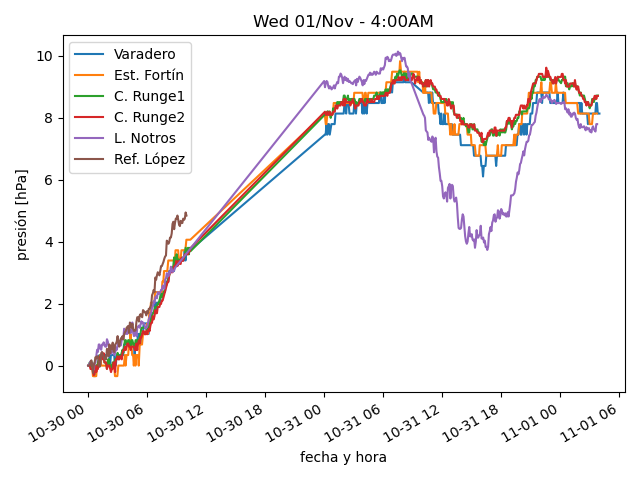 Wed 01/Nov - 4:00AM
Varadero
Est. Fortín
C. Runge1
C. Runge2
L. Notros
Ref. López
presión [hPa]
10
8
6
4
2
0
10-30 00
10-30 06
10-30 12
10-30 18
10-31 00
10-31 06
10-31 12
10-31 18
11-01 00
11-01 06
fecha y hora